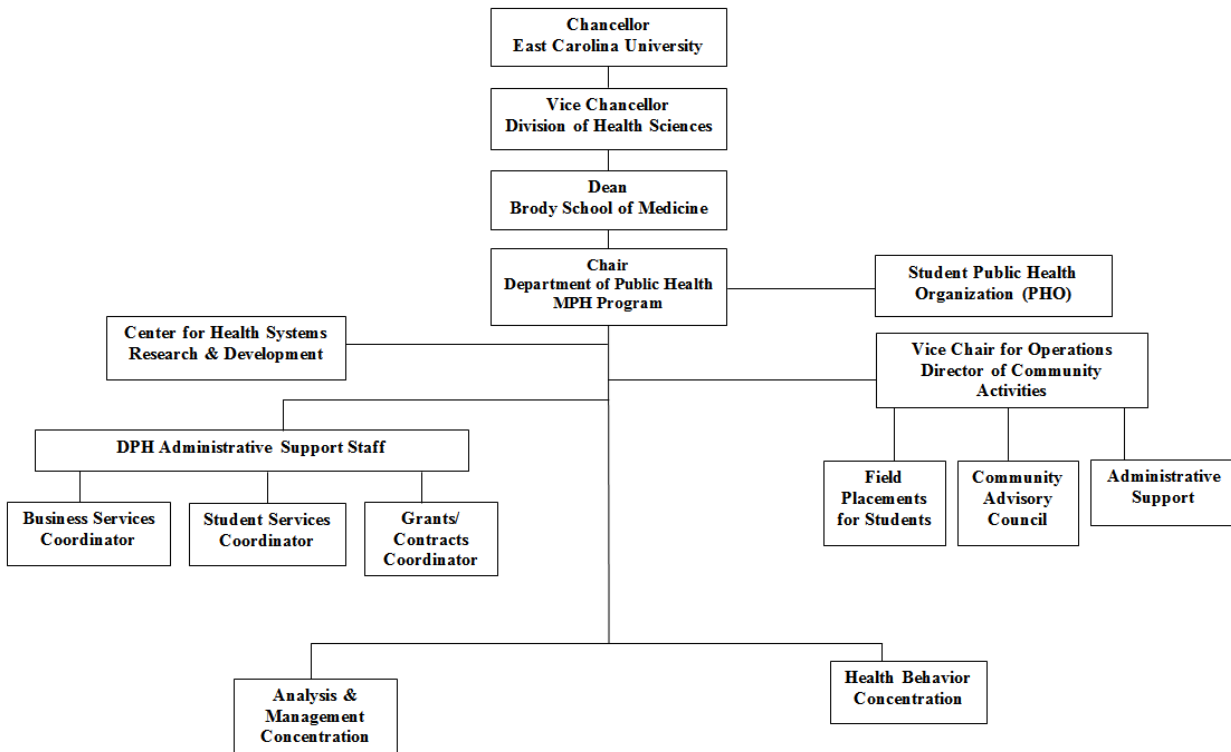 Chancellor
East Carolina University
Vice Chancellor
Division of Health Sciences
Dean
Brody School of Medicine
Chair
Department of Public Health
MPH Program
Student Public Health
Organization (PHO)
Center for Health Systems
Research & Development
Vice Chair for Operations
Director of Community
Activities
DPH Administrative Support Staff
Business Services
Coordinator
Student Services
Coordinator
Grants/
Contracts
Coordinator
Field
Placements
for Students
Community
Advisory
Council
Administrative
Support
Analysis &
Management
Concentration
Health Behavior
Concentration